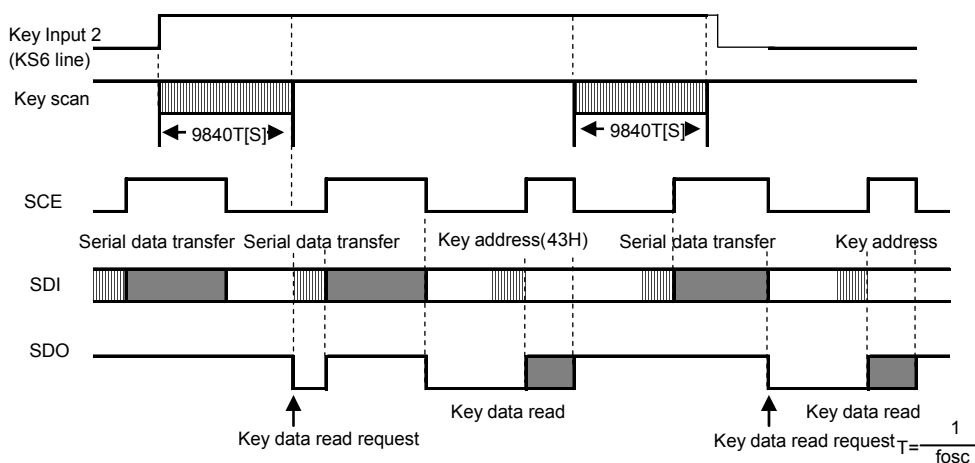 Key Input 2
(KS6 line)
Key scan
9840T[S]
9840T[S]
SCE
Serial data transfer
Serial data transfer
Key address(43H)
Serial data transfer
Key address
SDI
SDO
Key data read
Key data read
Key data read request
Key data read request
T=1/fosc